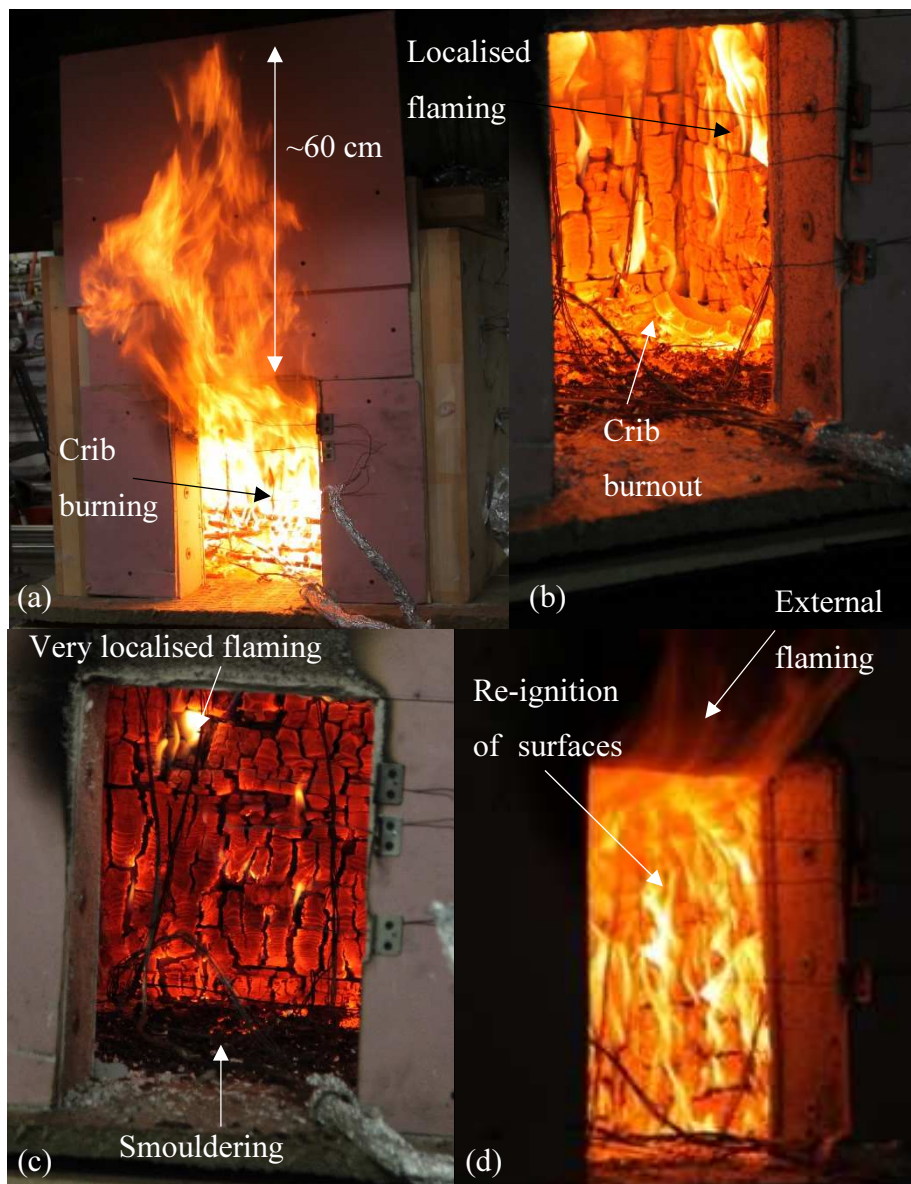 ~60 cm
Crib
burning
(a)
Localised
flaming
Crib
burnout
(b)
Very localised flaming
Smouldering
(c)
External
flaming
Re-ignition
of surfaces
(d)